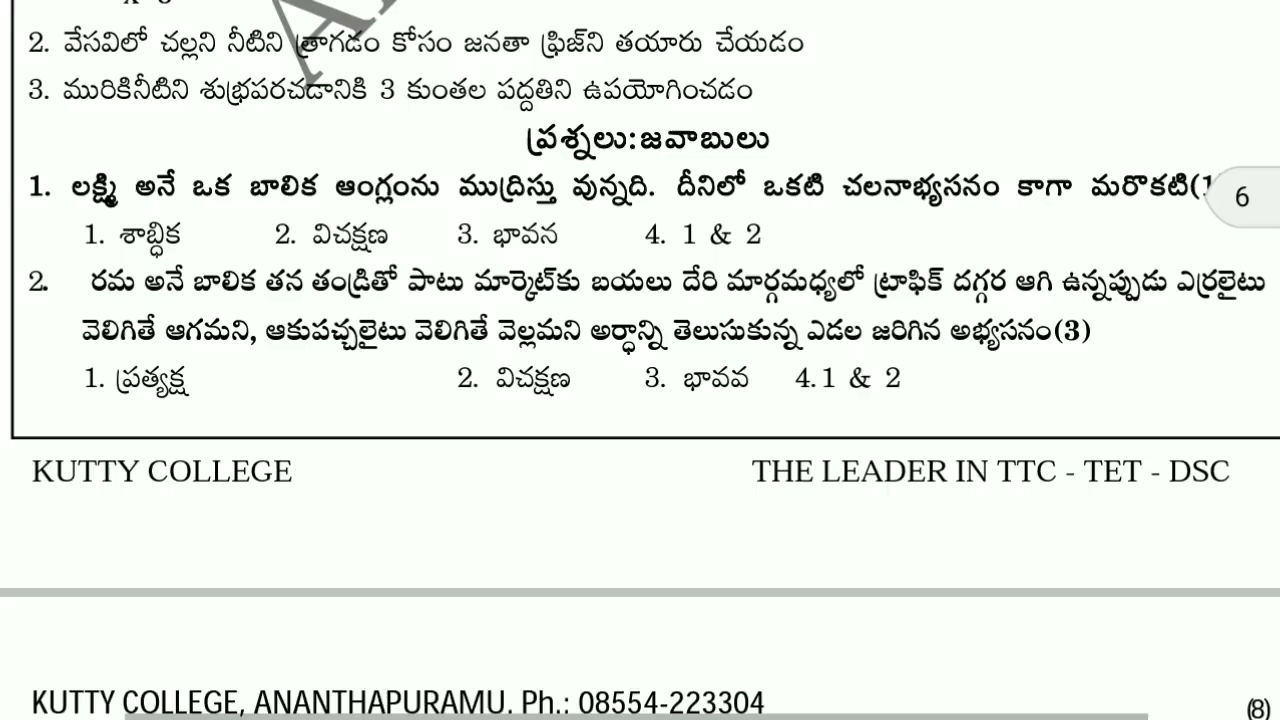 2. వేసవిలో చల్లని నీటిని త్రాగడం కోసం జనతా ఫ్రిజ్‌ని తయారు చేయడం
3. మురికినీటిని శుభ్రపరచడానికి 3 కుంతల పద్దతిని ఉపయోగించడం
ప్రశ్నలు:జవాబులు
1. లక్ష్మి అనే ఒక బాలిక ఆంగ్లంను ముద్రిస్తు వున్నది. దీనిలో ఒకటి చలనాభ్యసనం కాగా మరొకటి(1
6
1. శాబ్ధిక 2. విచక్షణ 3. భావన 4. 1 & 2
2. రమ అనే బాలిక తన తండ్రితో పాటు మార్కెట్‌కు బయలు దేరి మార్గమధ్యలో ట్రాఫిక్ దగ్గర ఆగి ఉన్నప్పుడు ఎర్రలైటు
వెలిగితే ఆగమని, ఆకుపచ్చలైటు వెలిగితే వెల్లమని అర్ధాన్ని తెలుసుకున్న ఎడల జరిగిన అభ్యసనం(3)
1. ప్రత్యక్ష 2. విచక్షణ 3. భావవ 4.1 & 2
KUTTY COLLEGE THE LEADER IN TTC - TET - DSC
KUTTY COLLEGE, ANANTHAPURAMU. Ph.: 08554-223304 (8)